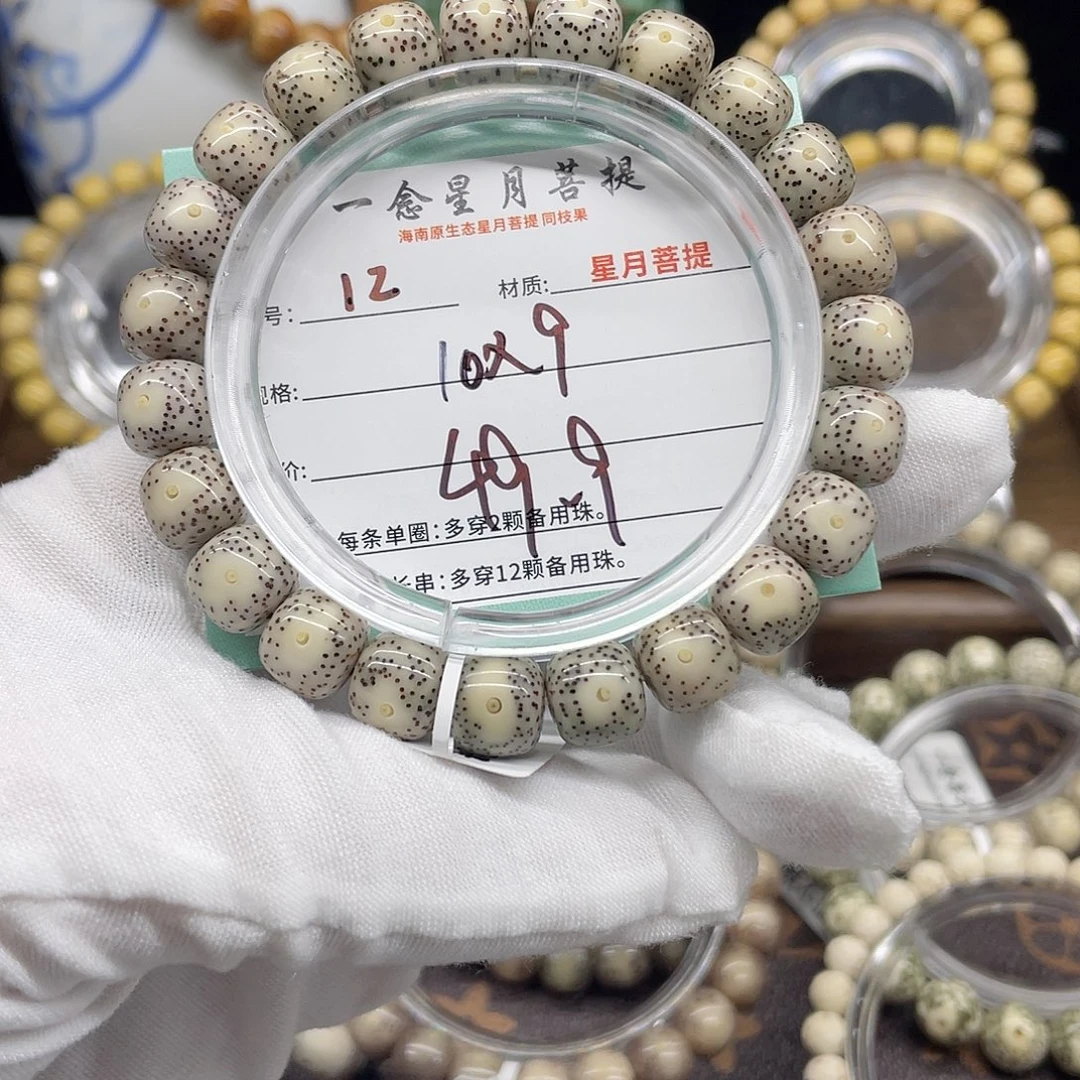 一念星月菩提
海南原生态星月菩提 同枝果
号: 12 材质: 星月菩提
格: 10x9
价: 49.9
每条单圈:多穿2颗备用珠。
长串:多穿12颗备用珠。